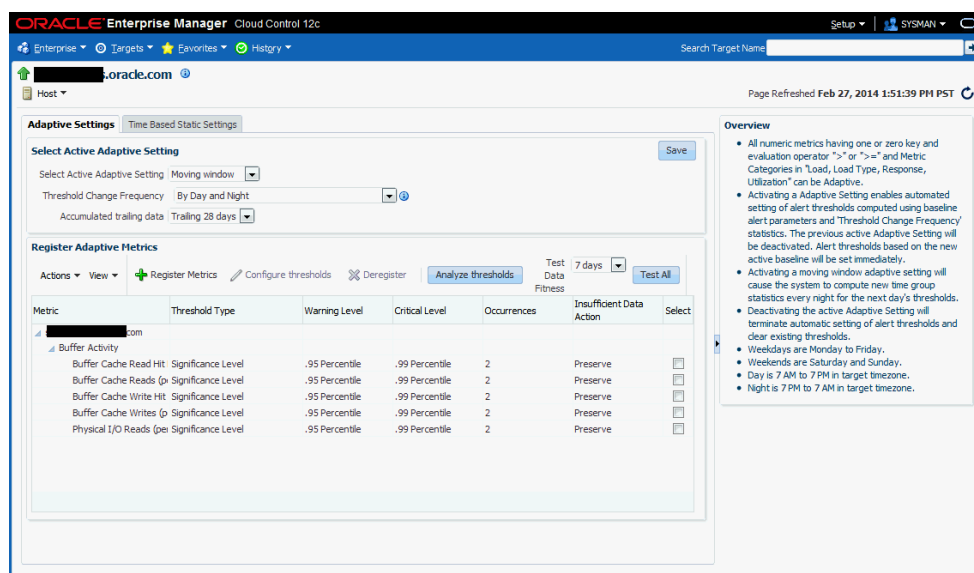 ORACLE Enterprise Manager Cloud Control 12c
Setup SYSMAN
Enterprise Targets Favorites History Search Target Name
s.oracle.com
Host
Page Refreshed Feb 27, 2014 1:51:39 PM PST
Adaptive Settings Time Based Static Settings
Select Active Adaptive Setting
Save
Select Active Adaptive Setting Moving window
Threshold Change Frequency By Day and Night
Accumulated trailing data Trailing 28 days
Register Adaptive Metrics
Actions View Register Metrics Configure thresholds Deregister Analyze thresholds Test Data Fitness 7 days Test All
Metric Threshold Type Warning Level Critical Level Occurrences Insufficient Data Action Select
com
Buffer Activity
Buffer Cache Read Hit Significance Level .95 Percentile .99 Percentile 2 Preserve
Buffer Cache Reads (p Significance Level .95 Percentile .99 Percentile 2 Preserve
Buffer Cache Write Hit Significance Level .95 Percentile .99 Percentile 2 Preserve
Buffer Cache Writes (p Significance Level .95 Percentile .99 Percentile 2 Preserve
Physical I/O Reads (pe Significance Level .95 Percentile .99 Percentile 2 Preserve
Overview
All numeric metrics having one or zero key and
evaluation operator ">" or ">=" and Metric
Categories in "Load, Load Type, Response,
Utilization" can be Adaptive.
Activating a Adaptive Setting enables automated
setting of alert thresholds computed using baseline
alert parameters and 'Threshold Change Frequency'
statistics. The previous active Adaptive Setting will
be deactivated. Alert thresholds based on the new
active baseline will be set immediately.
Activating a moving window adaptive setting will
cause the system to compute new time group
statistics every night for the next day's thresholds.
Deactivating the active Adaptive Setting will
terminate automatic setting of alert thresholds and
clear existing thresholds.
Weekdays are Monday to Friday.
Weekends are Saturday and Sunday.
Day is 7 AM to 7 PM in target timezone.
Night is 7 PM to 7 AM in target timezone.